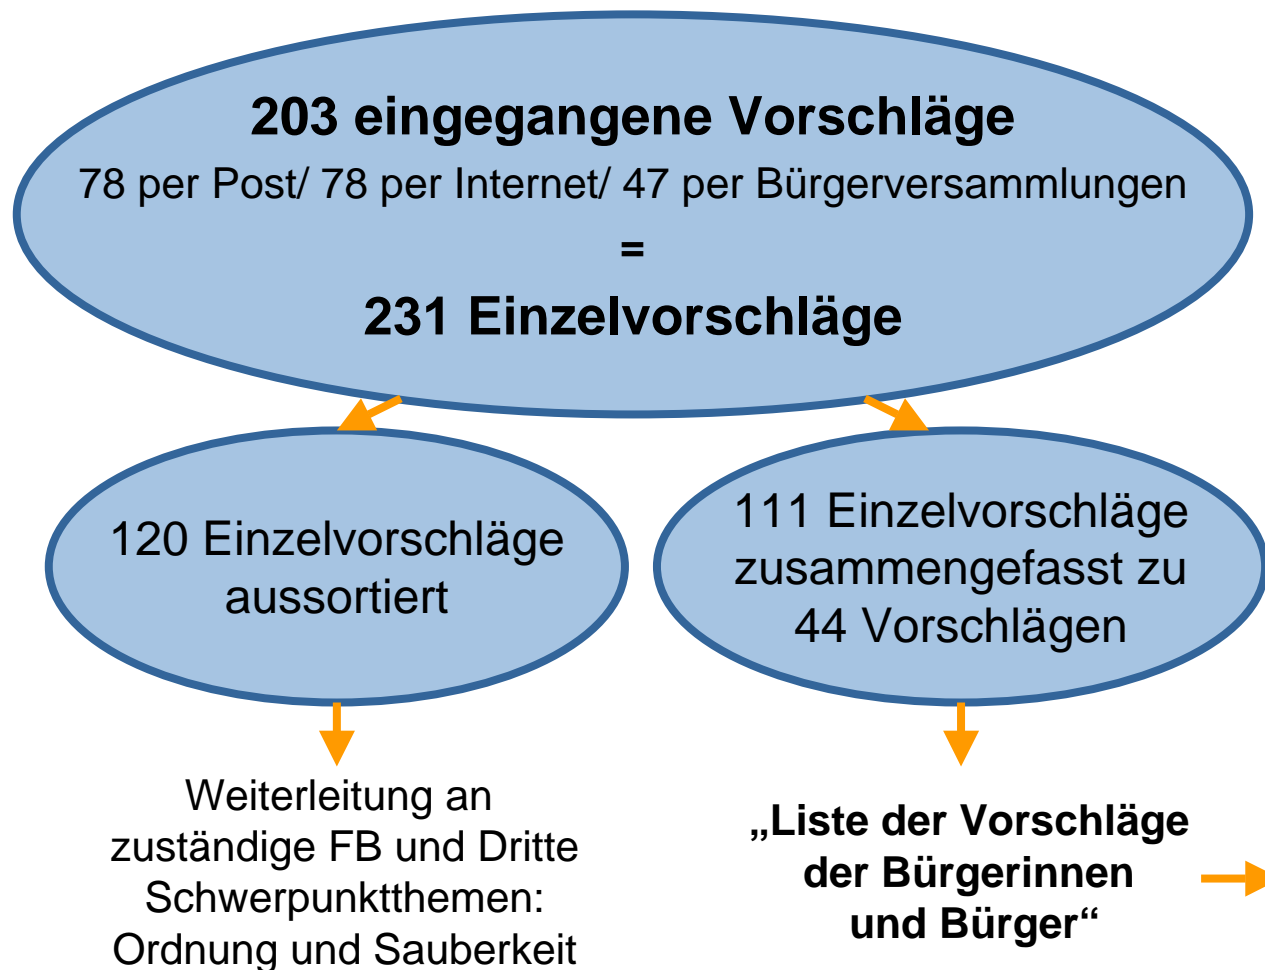 203 eingegangene Vorschläge
78 per Post/ 78 per Internet/ 47 per Bürgerversammlungen
=
231 Einzelvorschläge
120 Einzelvorschläge
aussortiert
111 Einzelvorschläge
zusammengefasst zu
44 Vorschlägen
Weiterleitung an
zuständige FB und Dritte
Schwerpunktthemen:
Ordnung und Sauberkeit
„Liste der Vorschläge
der Bürgerinnen
und Bürger“